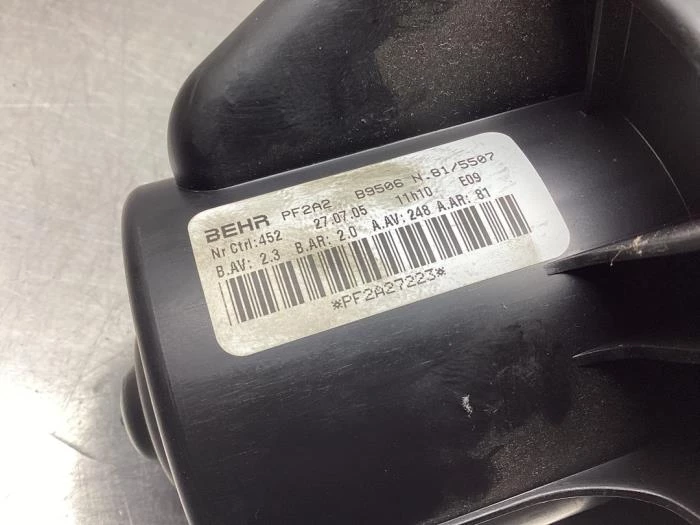 BEHR PF2A2 B9506 N.81/5507
Nr Ctrl:452 27.07.05 11h10 E09
B.AV: 2.3 B.AR: 2.0 A.AV: 248 A.AR: 81
*PF2A27223*